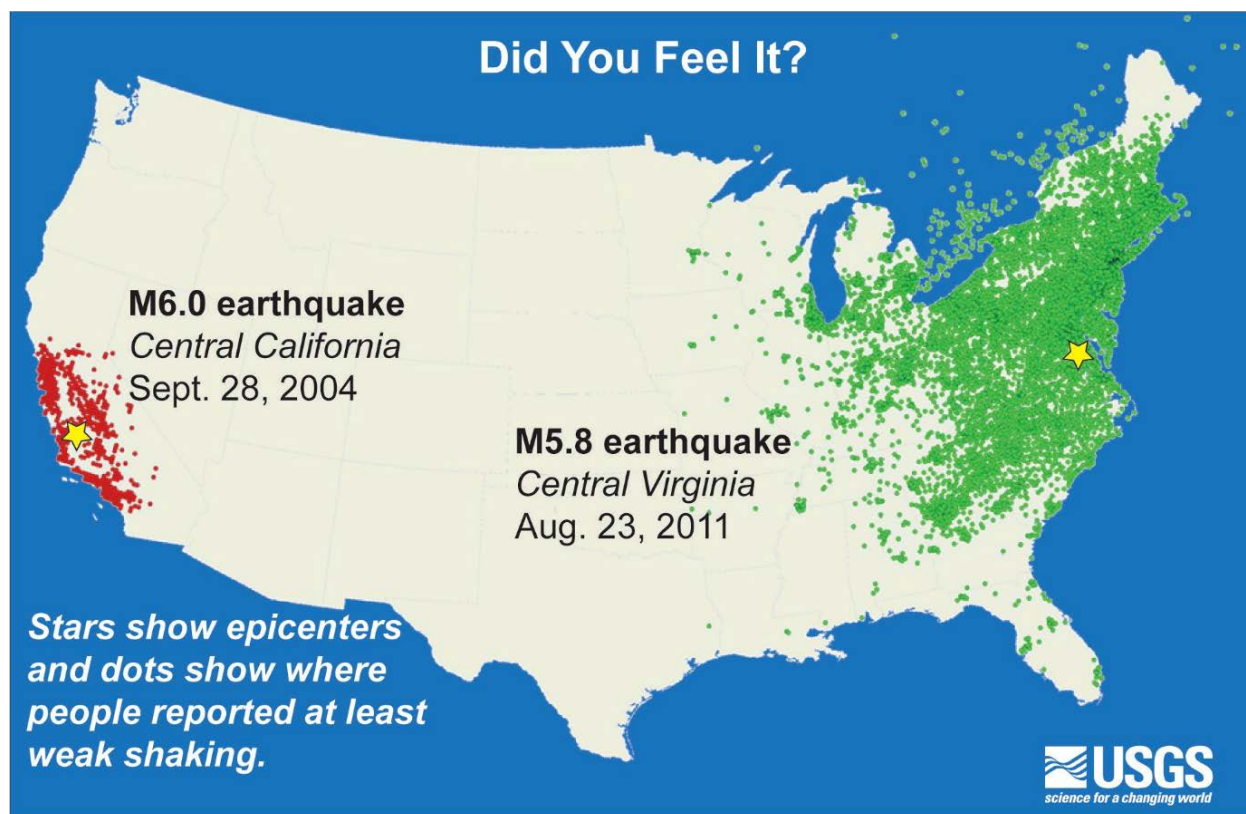 Did You Feel It?
M6.0 earthquake
Central California
Sept. 28, 2004
M5.8 earthquake
Central Virginia
Aug. 23, 2011
Stars show epicenters
and dots show where
people reported at least
weak shaking.
USGS
science for a changing world